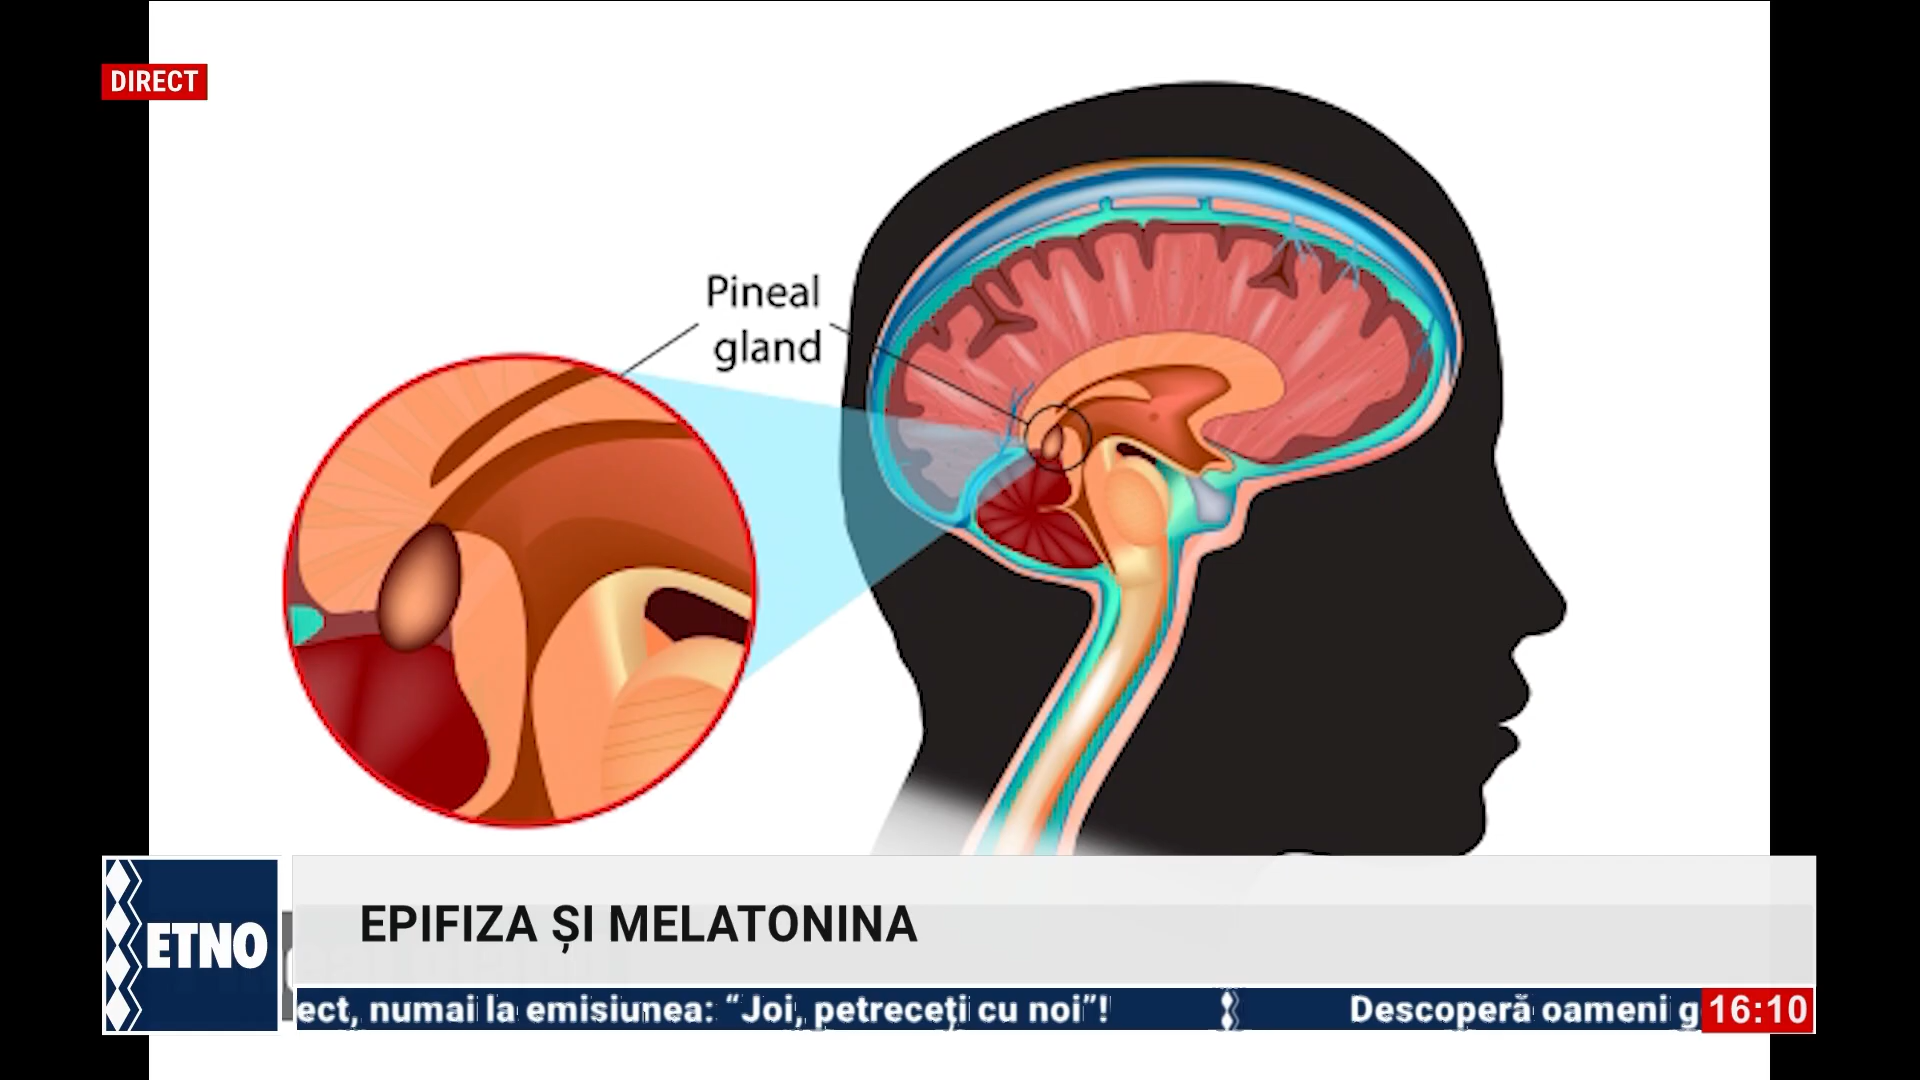 DIRECT
Pineal
gland
ETNO
EPIFIZA ȘI MELATONINA
ect, numai la emisiunea: “Joi, petreceți cu noi”!
Descoperă oameni g
16:10